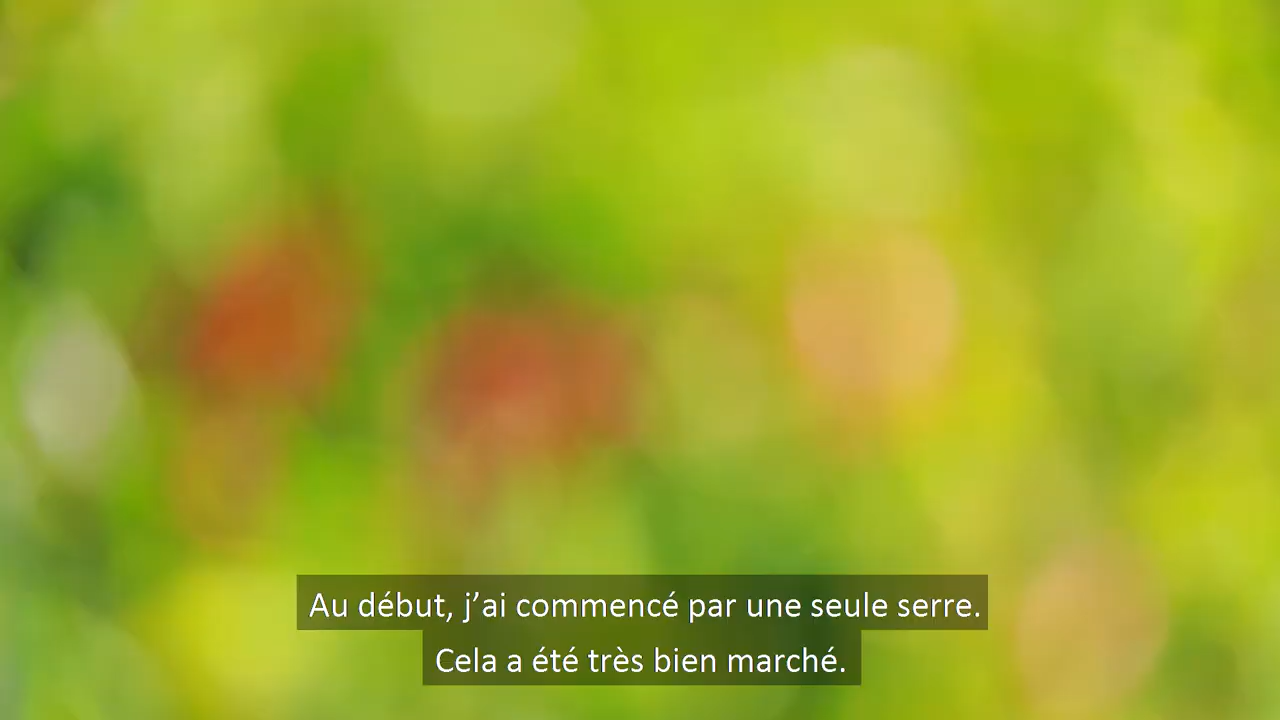 Au début, j’ai commencé par une seule serre.
Cela a été très bien marché.